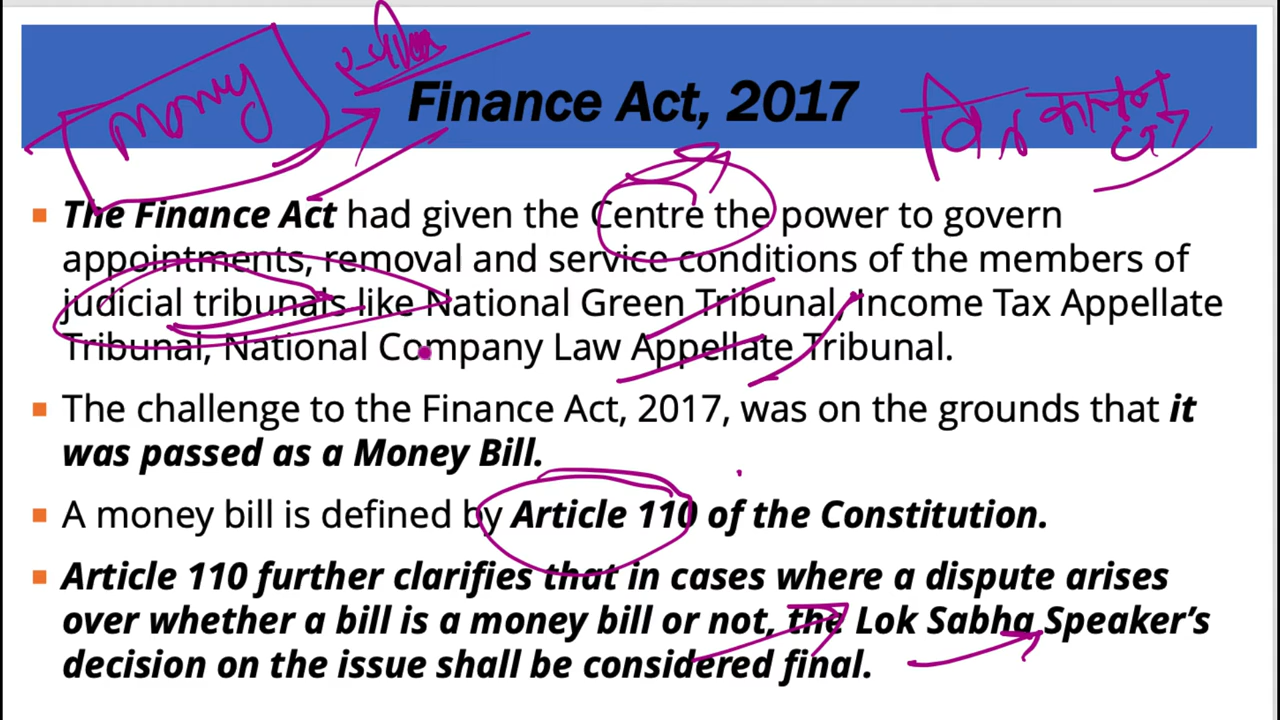 money
Finance Act, 2017
▪ The Finance Act had given the Centre the power to govern
appointments, removal and service conditions of the members of
judicial tribunals like National Green Tribunal, Income Tax Appellate
Tribunal, National Company Law Appellate Tribunal.
▪ The challenge to the Finance Act, 2017, was on the grounds that it
was passed as a Money Bill.
▪ A money bill is defined by Article 110 of the Constitution.
▪ Article 110 further clarifies that in cases where a dispute arises
over whether a bill is a money bill or not, the Lok Sabha Speaker’s
decision on the issue shall be considered final.